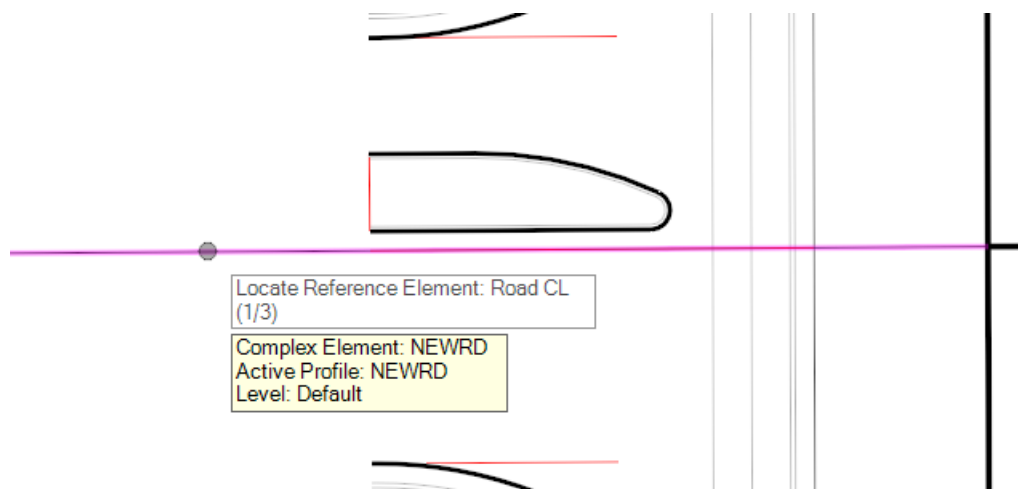 Locate Reference Element: Road CL
(1/3)
Complex Element: NEWRD
Active Profile: NEWRD
Level: Default